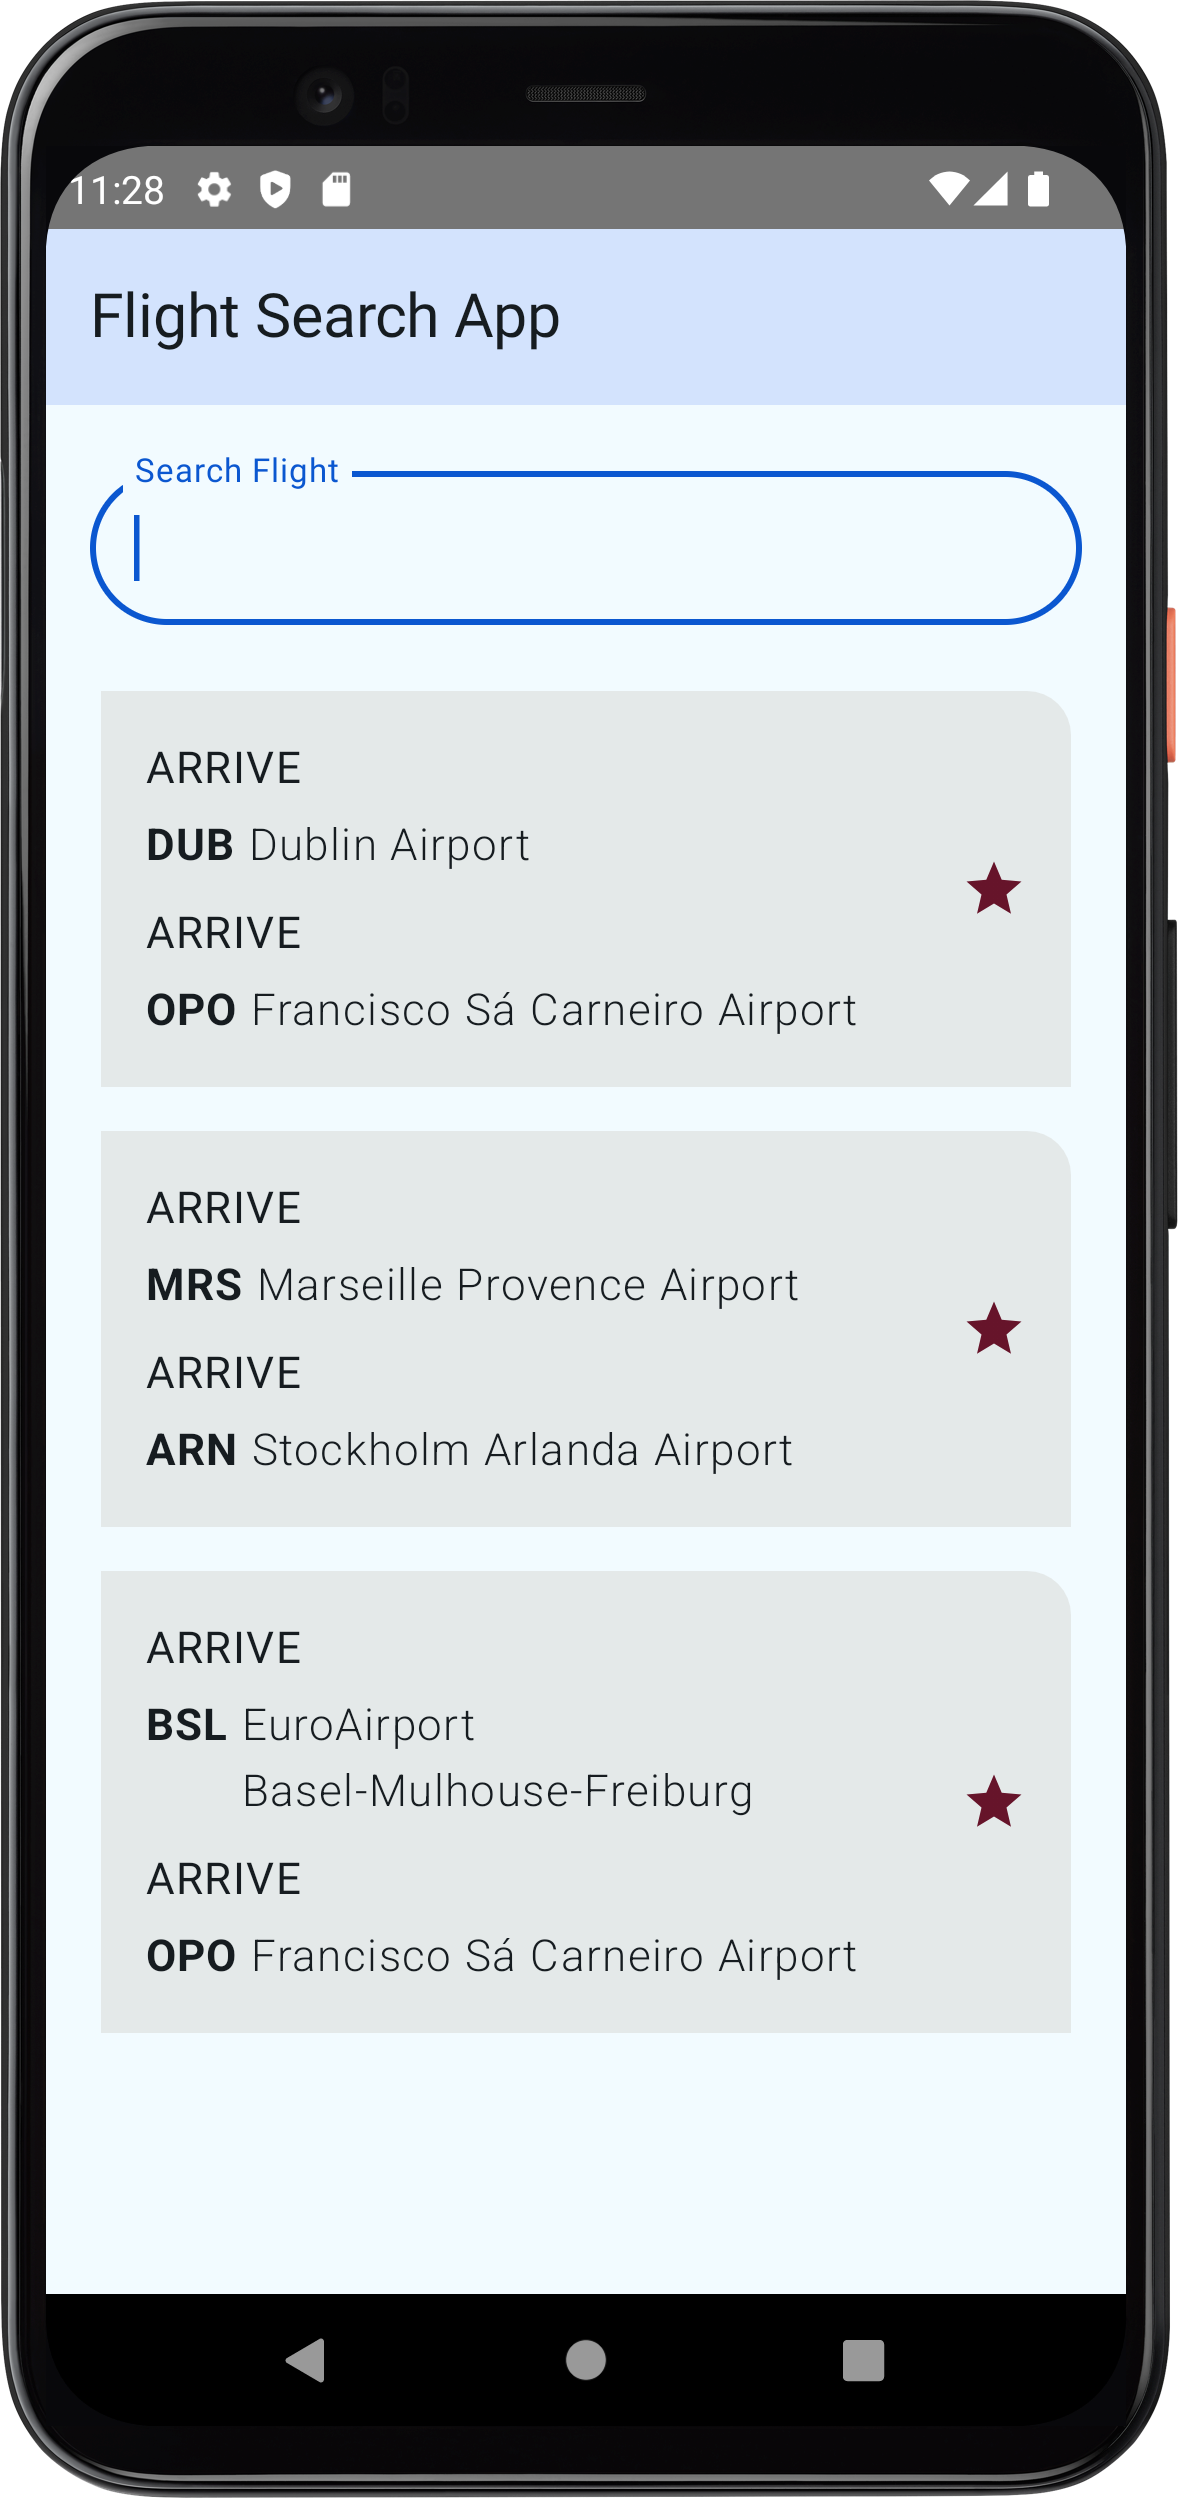 11:28
Flight Search App
Search Flight
ARRIVE
DUB Dublin Airport
ARRIVE
OPO Francisco Sá Carneiro Airport
ARRIVE
MRS Marseille Provence Airport
ARRIVE
ARN Stockholm Arlanda Airport
ARRIVE
BSL EuroAirport
Basel-Mulhouse-Freiburg
ARRIVE
OPO Francisco Sá Carneiro Airport